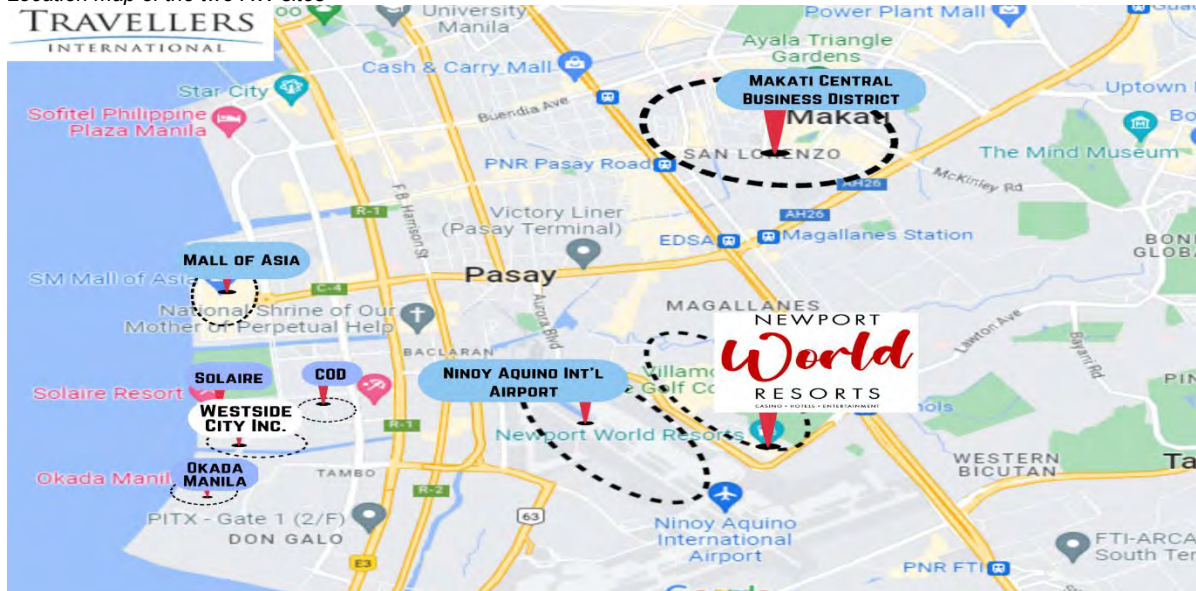 TRAVELLERS
INTERNATIONAL
University
Manila
Power Plant Mall
Ayala Triangle
Gardens
Cash & Carry Mall
Star City
MAKATI CENTRAL
BUSINESS DISTRICT
Makati
Uptown
Sofitel Philippine
Plaza Manila
Buendia Ave
PNR Pasay Road
SAN LORENZO
The Mind Museum
McKinley Rd
AH26
F.B. Harrison St
R-1
Victory Liner
(Pasay Terminal)
AH26
EDSA
Magallanes Station
MALL OF ASIA
SM Mall of Asia
C-4
Pasay
National Shrine of Our
Mother of Perpetual Help
Aurora Blvd
MAGALLANES
NEWPORT
World
RESORTS
CASINO • HOTELS • ENTERTAINMENT
Lawton Ave
Bayani Rd
BACLARAN
SOLAIRE
COD
NINOY AQUINO INT'L
AIRPORT
Solaire Resort
WESTSIDE
CITY INC.
R-1
Newport World Resorts
OKADA
MANILA
Okada Manil
TAMBO
R-2
WESTERN
BICUTAN
Ta
PITX - Gate 1 (2/F)
DON GALO
63
Ninoy Aquino
International
Airport
E3
PNR FTI
FTI-ARCA
South Ter